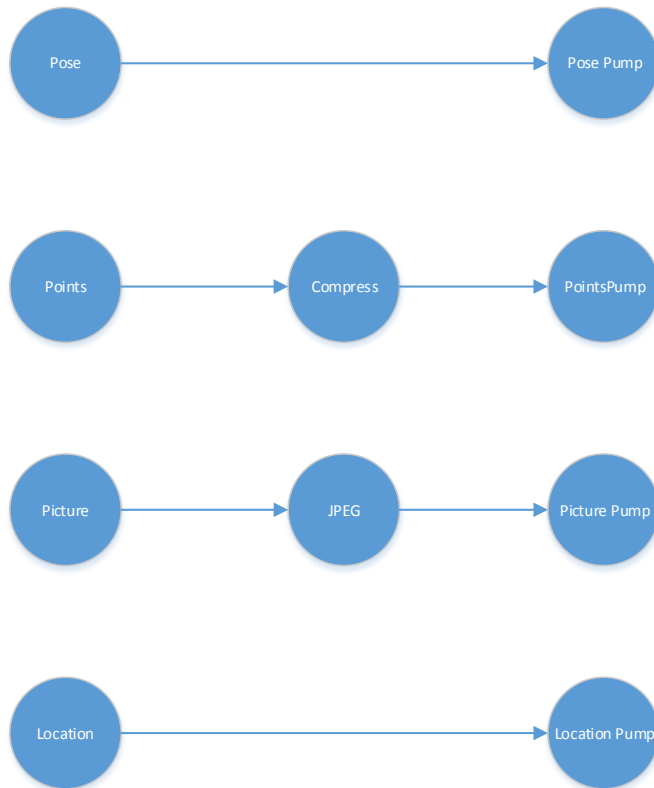 Pose
Pose Pump
Points
Compress
PointsPump
Picture
JPEG
Picture Pump
Location
Location Pump